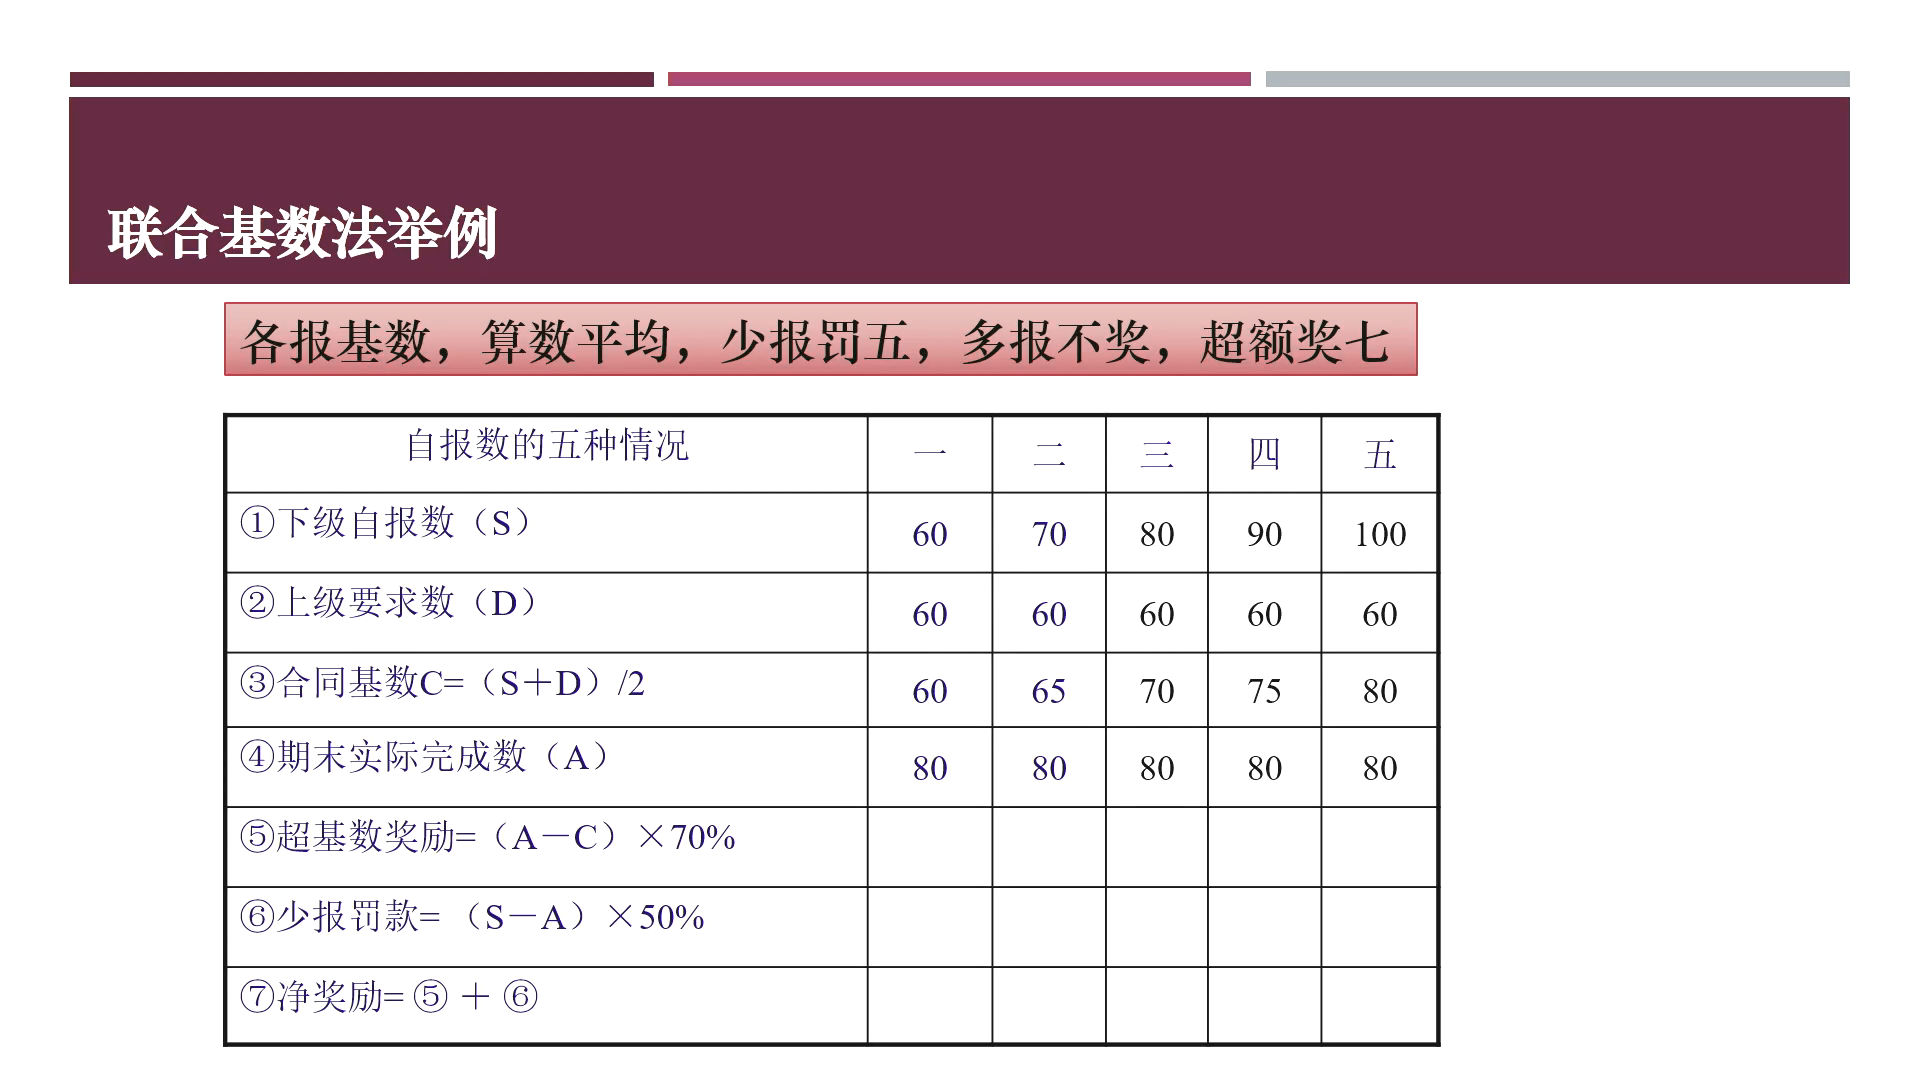 联合基数法举例
各报基数，算数平均，少报罚五，多报不奖，超额奖七
自报数的五种情况 一 二 三 四 五
①下级自报数（S） 60 70 80 90 100
②上级要求数（D） 60 60 60 60 60
③合同基数C=（S＋D）/2 60 65 70 75 80
④期末实际完成数（A） 80 80 80 80 80
⑤超基数奖励=（A－C）×70%
⑥少报罚款= （S－A）×50%
⑦净奖励= ⑤ ＋ ⑥